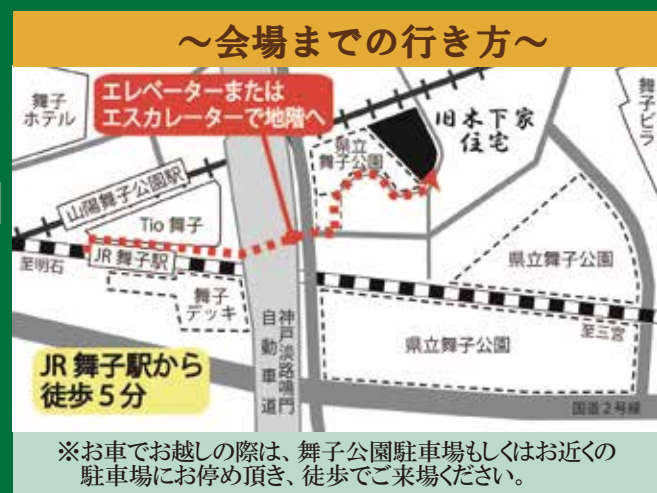 ～会場までの行き方～
舞子
ホテル
エレベーターまたは
エスカレーターで地階へ
県立
舞子公園
旧木下家
住宅
舞子ビラ
山陽舞子公園駅
Tio 舞子
JR 舞子駅
至明石
舞子
デッキ
神戸淡路鳴門
自動車道
県立舞子公園
至三宮
県立舞子公園
JR 舞子駅から
徒歩5分
国道2号線
※お車でお越しの際は、舞子公園駐車場もしくはお近くの
駐車場にお停め頂き、徒歩でご来場ください。